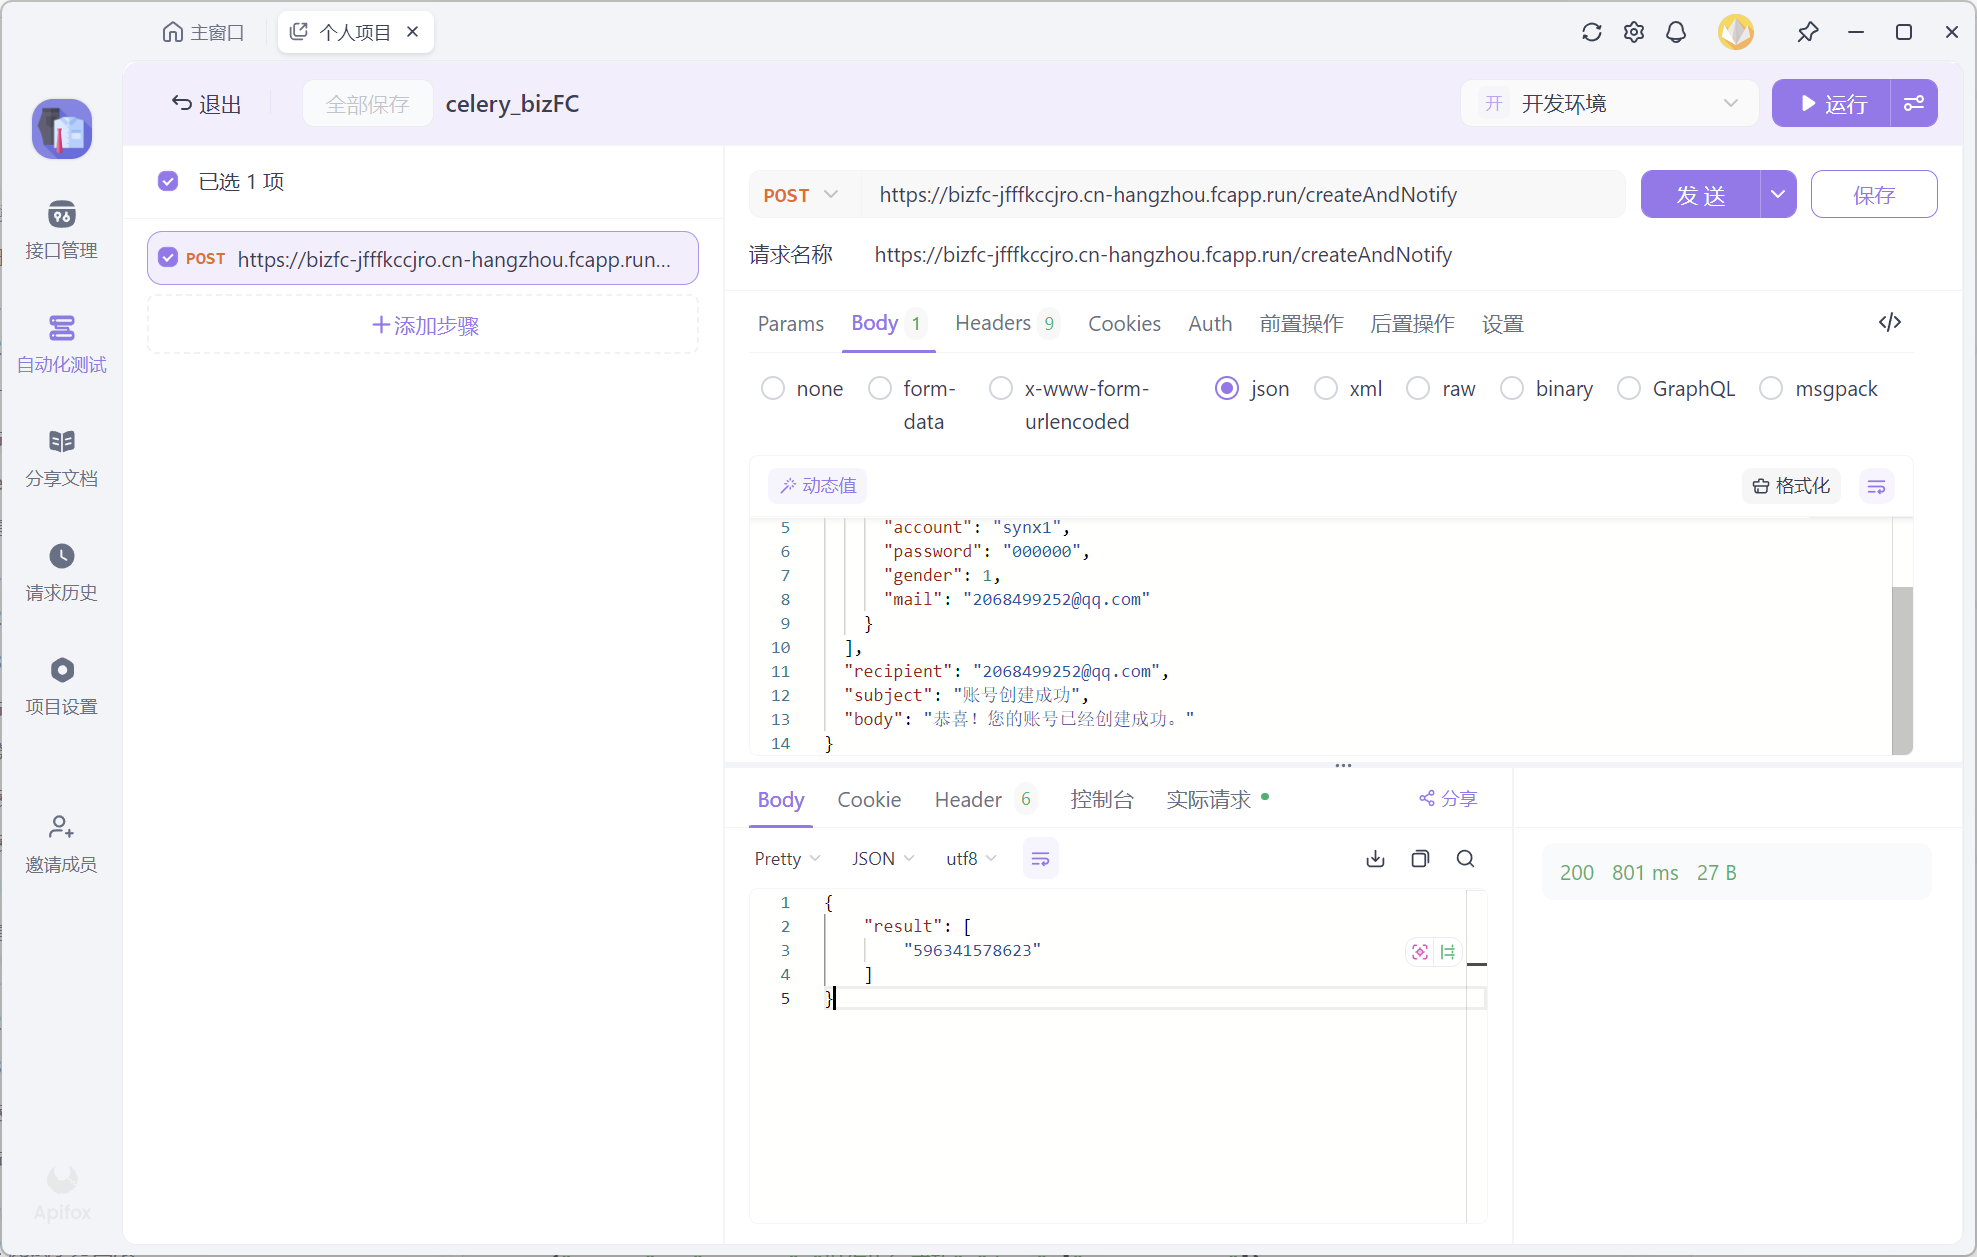 主窗口
个人项目
退出
全部保存
celery_bizFC
开 开发环境
运行
接口管理
自动化测试
分享文档
请求历史
项目设置
邀请成员
Apifox
已选 1 项
POST https://bizfc-jfffkccjro.cn-hangzhou.fcapp.run...
添加步骤
POST https://bizfc-jfffkccjro.cn-hangzhou.fcapp.run/createAndNotify
发 送
保存
请求名称 https://bizfc-jfffkccjro.cn-hangzhou.fcapp.run/createAndNotify
Params Body 1 Headers 9 Cookies Auth 前置操作 后置操作 设置
none form-data x-www-form-urlencoded json xml raw binary GraphQL msgpack
动态值 格式化
5 "account": "synx1",
6 "password": "000000",
7 "gender": 1,
8 "mail": "2068499252@qq.com"
9 }
10 ],
11 "recipient": "2068499252@qq.com",
12 "subject": "账号创建成功",
13 "body": "恭喜！您的账号已经创建成功。"
14 }
Body Cookie Header 6 控制台 实际请求 分享
Pretty JSON utf8
200 801 ms 27 B
1 {
2 "result": [
3 "596341578623"
4 ]
5 }